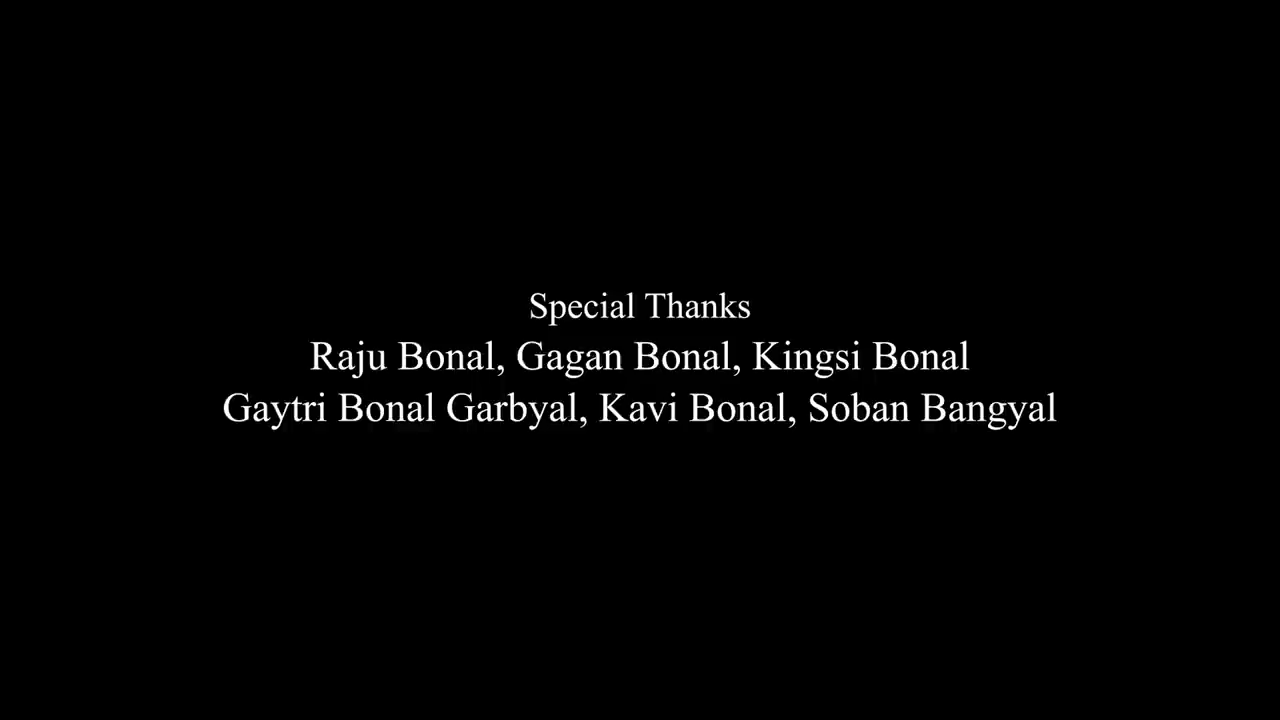 Special Thanks
Raju Bonal, Gagan Bonal, Kingsi Bonal
Gaytri Bonal Garbyal, Kavi Bonal, Soban Bangyal